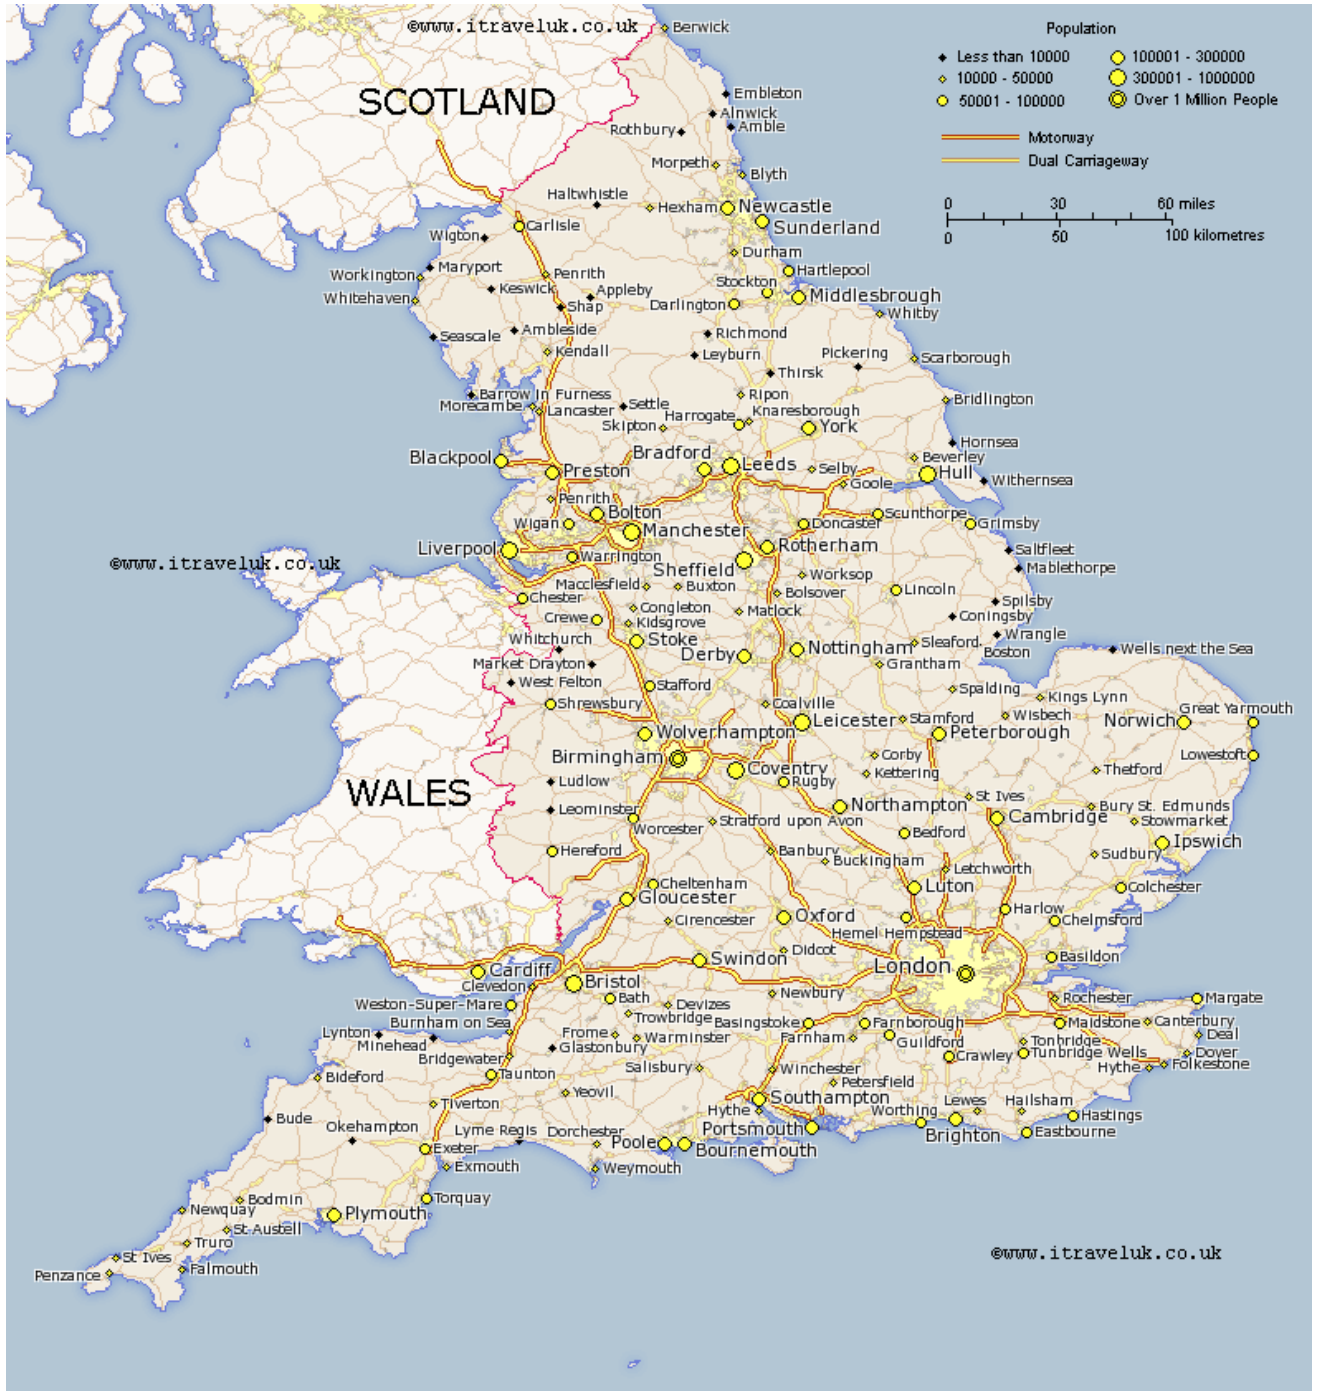 ©www.itraveluk.co.uk
Berwick
Population
Less than 10000
100001 - 300000
10000 - 50000
300001 - 1000000
50001 - 100000
Over 1 Million People
SCOTLAND
Embleton
Alnwick
Amble
Rothbury
Motorway
Dual Carriageway
Morpeth
Blyth
Haltwhistle
Hexham
Newcastle
0 30 60 miles
0 50 100 kilometres
Carlisle
Sunderland
Wigton
Durham
Maryport
Workington
Penrith
Hartlepool
Stockton
Keswick
Appleby
Whitehaven
Shap
Darlington
Middlesbrough
Whitby
Seascale
Ambleside
Richmond
Kendall
Leyburn
Pickering
Scarborough
Thirsk
Barrow In Furness
Ripon
Bridlington
Morecambe
Lancaster
Settle
Harrogate
Knaresborough
Skipton
York
Hornsea
Blackpool
Preston
Bradford
Leeds
Selby
Beverley
Hull
Goole
Withernsea
Penrith
Bolton
Scunthorpe
Wigan
Manchester
Doncaster
Grimsby
Liverpool
Warrington
Rotherham
Saltfleet
©www.itraveluk.co.uk
Sheffield
Mablethorpe
Worksop
Macclesfield
Buxton
Bolsover
Lincoln
Chester
Congleton
Matlock
Spilsby
Crewe
Kidsgrove
Coningsby
Whitchurch
Stoke
Wrangle
Derby
Nottingham
Sleaford
Boston
Wells next the Sea
Market Drayton
Grantham
West Felton
Stafford
Spalding
Kings Lynn
Shrewsbury
Coalville
Wisbech
Great Yarmouth
Leicester
Stamford
Norwich
Wolverhampton
Peterborough
Birmingham
Corby
Lowestoft
Coventry
Kettering
Thetford
Ludlow
Rugby
WALES
St Ives
Leominster
Northampton
Bury St. Edmunds
Worcester
Stratford upon Avon
Cambridge
Stowmarket
Bedford
Ipswich
Hereford
Banbury
Buckingham
Sudbury
Letchworth
Cheltenham
Luton
Colchester
Gloucester
Harlow
Cirencester
Oxford
Chelmsford
Hemel Hempstead
Didcot
Swindon
London
Basildon
Cardiff
Clevedon
Bristol
Newbury
Weston-Super-Mare
Bath
Devizes
Rochester
Margate
Trowbridge
Burnham on Sea
Basingstoke
Farnborough
Maidstone
Canterbury
Lynton
Frome
Warminster
Farnham
Guildford
Tonbridge
Deal
Minehead
Glastonbury
Bridgewater
Crawley
Tunbridge Wells
Dover
Taunton
Salisbury
Winchester
Hythe
Folkestone
Bideford
Petersfield
Yeovil
Tiverton
Southampton
Lewes
Hailsham
Bude
Hythe
Worthing
Hastings
Okehampton
Lyme Regis
Dorchester
Portsmouth
Brighton
Eastbourne
Exeter
Poole
Bournemouth
Exmouth
Weymouth
Bodmin
Torquay
Newquay
Plymouth
St Austell
Truro
©www.itraveluk.co.uk
St Ives
Penzance
Falmouth